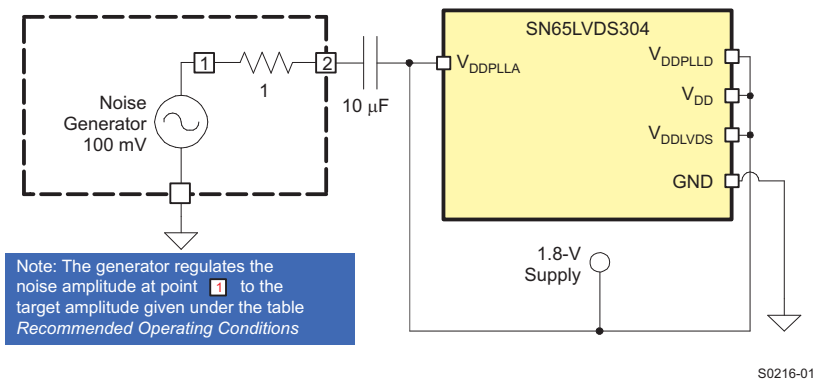 SN65LVDS304
1
2
VDDPLLA
VDDPLLD
1
10 μF
VDD
Noise
Generator
100 mV
VDDLVDS
GND
1.8-V
Supply
Note: The generator regulates the
noise amplitude at point 1 to the
target amplitude given under the table
Recommended Operating Conditions
S0216-01